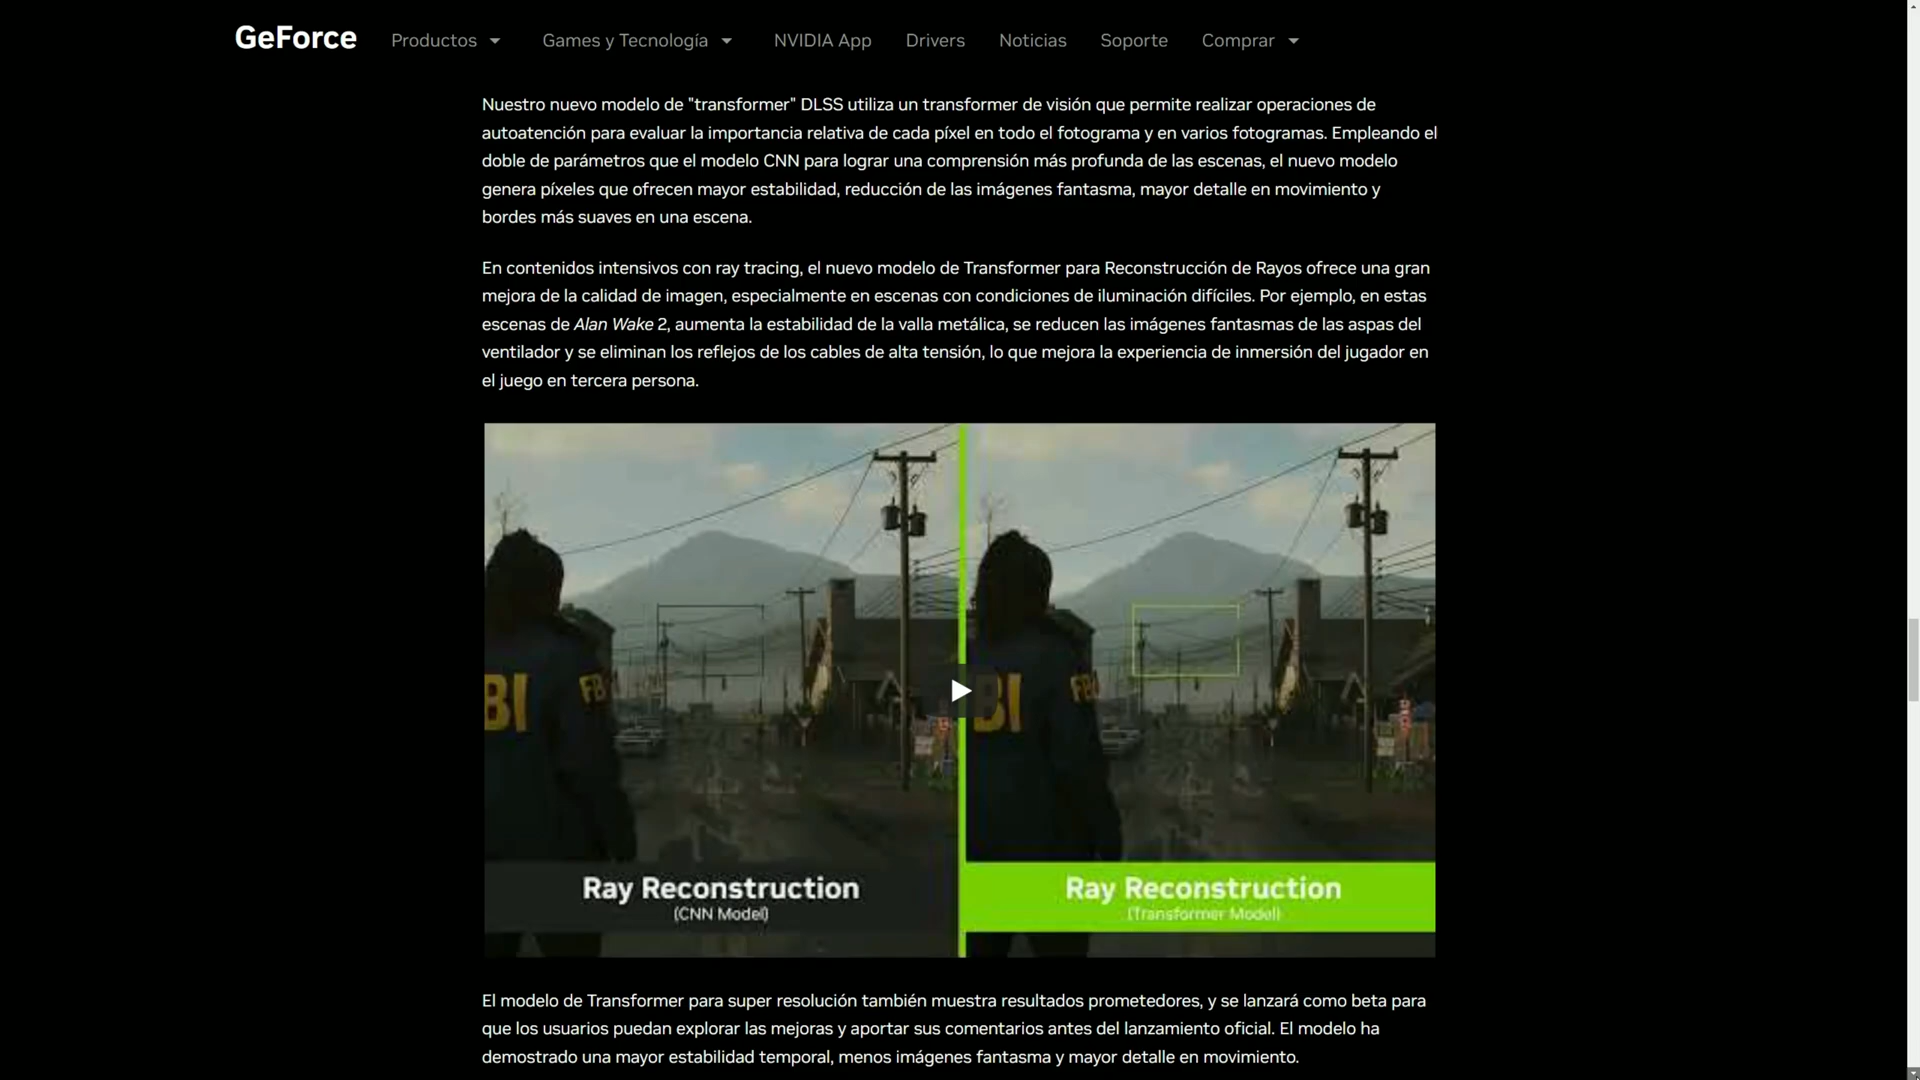 GeForce Productos Games y Tecnología NVIDIA App Drivers Noticias Soporte Comprar
Nuestro nuevo modelo de "transformer" DLSS utiliza un transformer de visión que permite realizar operaciones de
autoatención para evaluar la importancia relativa de cada píxel en todo el fotograma y en varios fotogramas. Empleando el
doble de parámetros que el modelo CNN para lograr una comprensión más profunda de las escenas, el nuevo modelo
genera píxeles que ofrecen mayor estabilidad, reducción de las imágenes fantasma, mayor detalle en movimiento y
bordes más suaves en una escena.
En contenidos intensivos con ray tracing, el nuevo modelo de Transformer para Reconstrucción de Rayos ofrece una gran
mejora de la calidad de imagen, especialmente en escenas con condiciones de iluminación difíciles. Por ejemplo, en estas
escenas de Alan Wake 2, aumenta la estabilidad de la valla metálica, se reducen las imágenes fantasmas de las aspas del
ventilador y se eliminan los reflejos de los cables de alta tensión, lo que mejora la experiencia de inmersión del jugador en
el juego en tercera persona.
BI FB BI FB
Ray Reconstruction
(CNN Model)
Ray Reconstruction
(Transformer Model)
El modelo de Transformer para super resolución también muestra resultados prometedores, y se lanzará como beta para
que los usuarios puedan explorar las mejoras y aportar sus comentarios antes del lanzamiento oficial. El modelo ha
demostrado una mayor estabilidad temporal, menos imágenes fantasma y mayor detalle en movimiento.